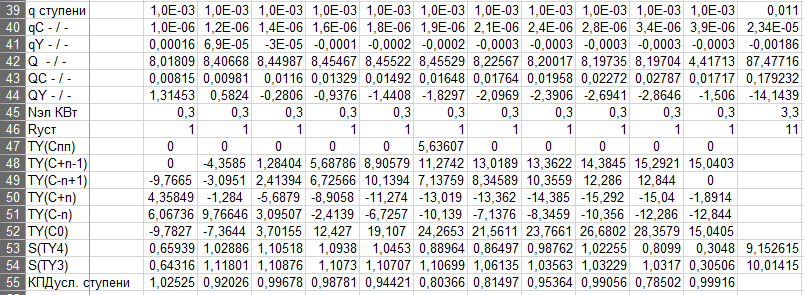 39 q ступени 1,0E-03 1,0E-03 1,0E-03 1,0E-03 1,0E-03 1,0E-03 1,0E-03 1,0E-03 1,0E-03 1,0E-03 1,0E-03 0,011
40 qC - / - 1,0E-06 1,2E-06 1,4E-06 1,6E-06 1,8E-06 1,9E-06 2,1E-06 2,4E-06 2,8E-06 3,4E-06 3,9E-06 2,34E-05
41 qY - / - 0,00016 6,9E-05 -3E-05 -0,0001 -0,0002 -0,0002 -0,0003 -0,0003 -0,0003 -0,0003 -0,0003 -0,00186
42 Q - / - 8,01809 8,40668 8,44987 8,45467 8,45522 8,45529 8,22567 8,20017 8,19735 8,19704 4,41713 87,47716
43 QC - / - 0,00815 0,00981 0,0116 0,01329 0,01492 0,01648 0,01764 0,01958 0,02272 0,02787 0,01717 0,179232
44 QY - / - 1,31453 0,5824 -0,2806 -0,9376 -1,4408 -1,8297 -2,0969 -2,3906 -2,6941 -2,8646 -1,506 -14,1439
45 Nэл КВт 0,3 0,3 0,3 0,3 0,3 0,3 0,3 0,3 0,3 0,3 0,3 3,3
46 Rуст 1 1 1 1 1 1 1 1 1 1 1 11
47 TY(Cпп) 0 0 0 0 0 5,63607 0 0 0 0 0
48 TY(C+n-1) 0 -4,3585 1,28404 5,68786 8,90579 11,2742 13,0189 13,3622 14,3845 15,2921 15,0403
49 TY(C-n+1) -9,7665 -3,0951 2,41394 6,72566 10,1394 7,13759 8,34589 10,3559 12,286 12,844 0
50 TY(C+n) 4,35849 -1,284 -5,6879 -8,9058 -11,274 -13,019 -13,362 -14,385 -15,292 -15,04 -1,8914
51 TY(C-n) 6,06736 9,76646 3,09507 -2,4139 -6,7257 -10,139 -7,1376 -8,3459 -10,356 -12,286 -12,844
52 TY(C0) -9,7827 -7,3644 3,70155 12,427 19,107 24,2653 21,5611 23,7661 26,6802 28,3579 15,0405
53 S(TY4) 0,65939 1,02886 1,10518 1,0938 1,0453 0,88964 0,86497 0,98762 1,02255 0,8099 0,3048 9,152615
54 S(TY3) 0,64316 1,11801 1,10876 1,1073 1,10707 1,10699 1,06135 1,03563 1,03229 1,0317 0,30506 10,01415
55 КПДусл. ступени 1,02525 0,92026 0,99678 0,98781 0,94421 0,80366 0,81497 0,95364 0,99056 0,78502 0,99916